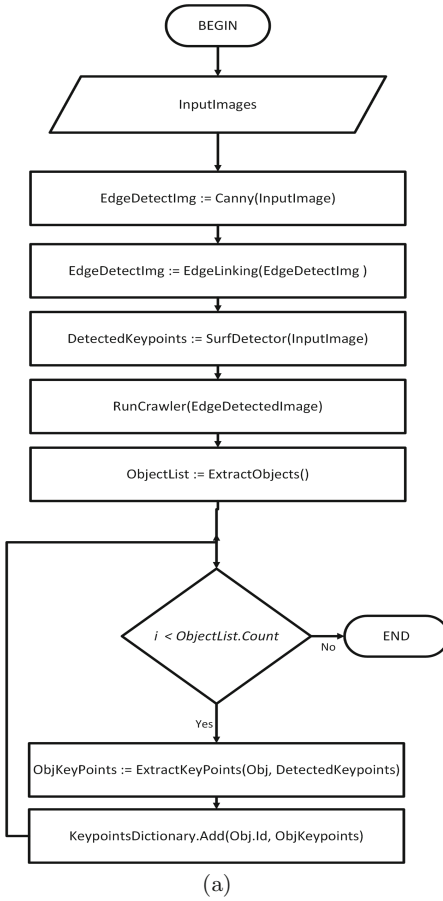 BEGIN
InputImages
EdgeDetectImg := Canny(InputImage)
EdgeDetectImg := EdgeLinking(EdgeDetectImg )
DetectedKeypoints := SurfDetector(InputImage)
RunCrawler(EdgeDetectedImage)
ObjectList := ExtractObjects()
i < ObjectList.Count
No
END
Yes
ObjKeyPoints := ExtractKeyPoints(Obj, DetectedKeypoints)
KeypointsDictionary.Add(Obj.Id, ObjKeypoints)
(a)